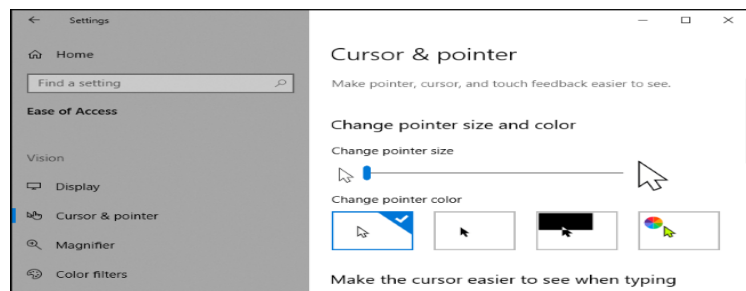 Settings
Home
Find a setting
Ease of Access
Vision
Display
Cursor & pointer
Magnifier
Color filters
Cursor & pointer
Make pointer, cursor, and touch feedback easier to see.
Change pointer size and color
Change pointer size
Change pointer color
Make the cursor easier to see when typing